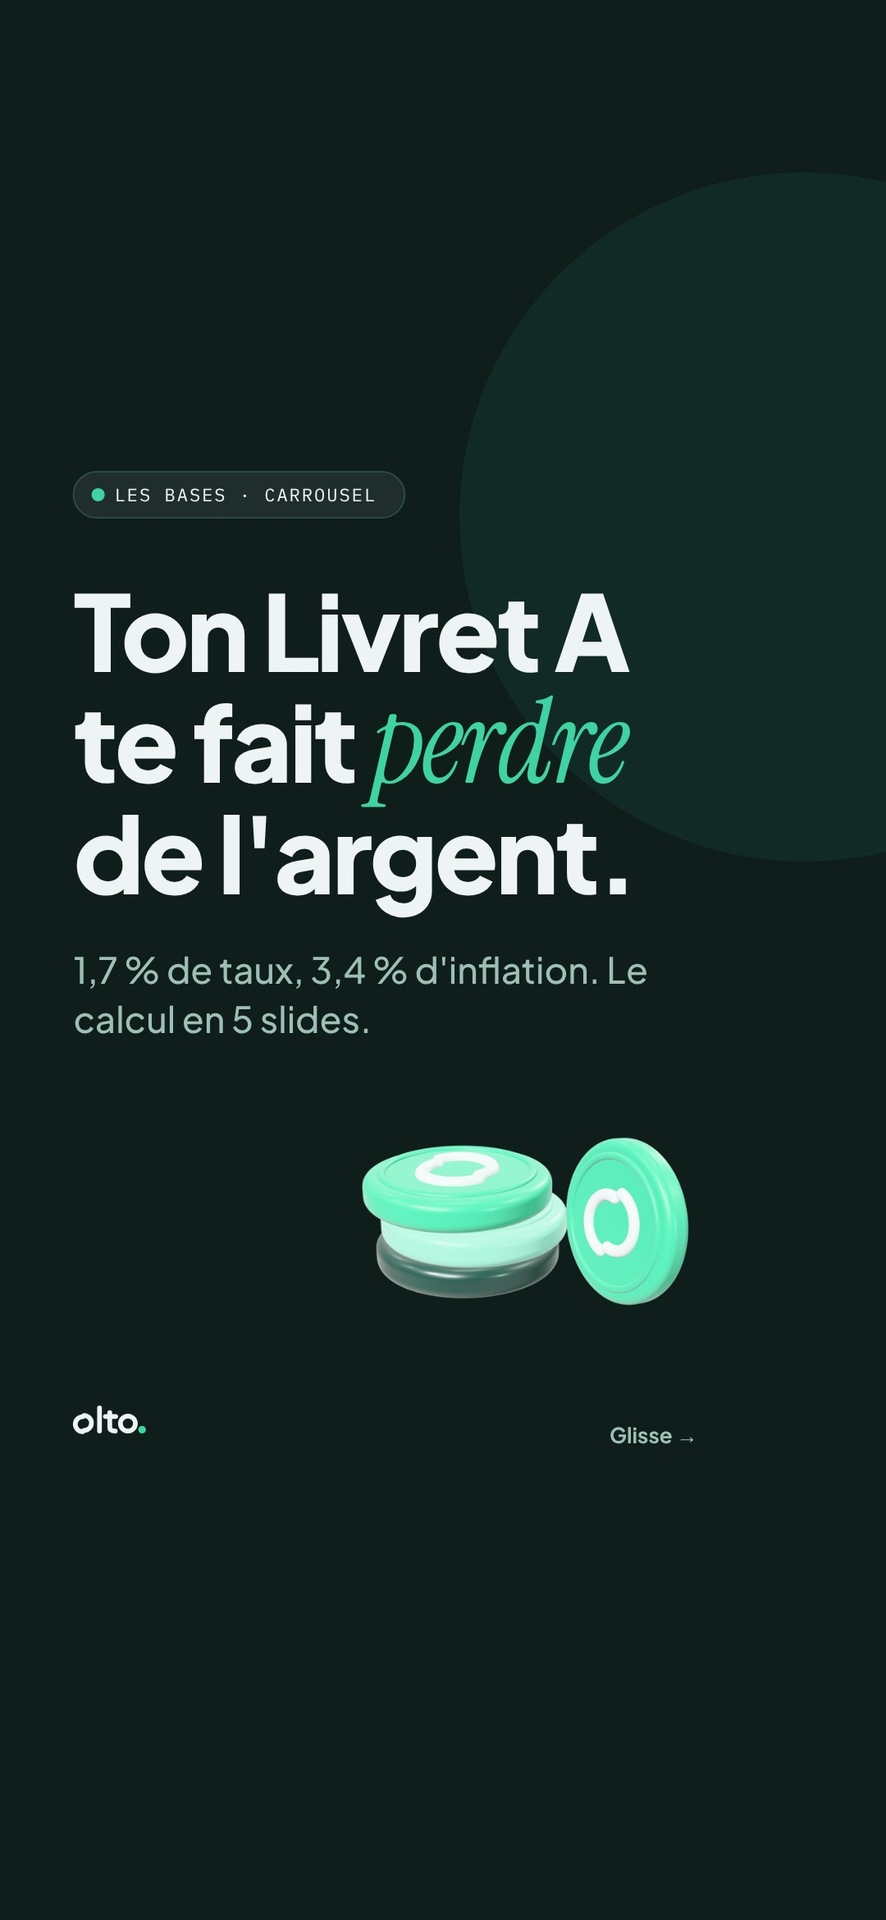 LES BASES · CARROUSEL
Ton Livret A
te fait perdre
de l'argent.
1,7 % de taux, 3,4 % d'inflation. Le
calcul en 5 slides.
olto.
Glisse →